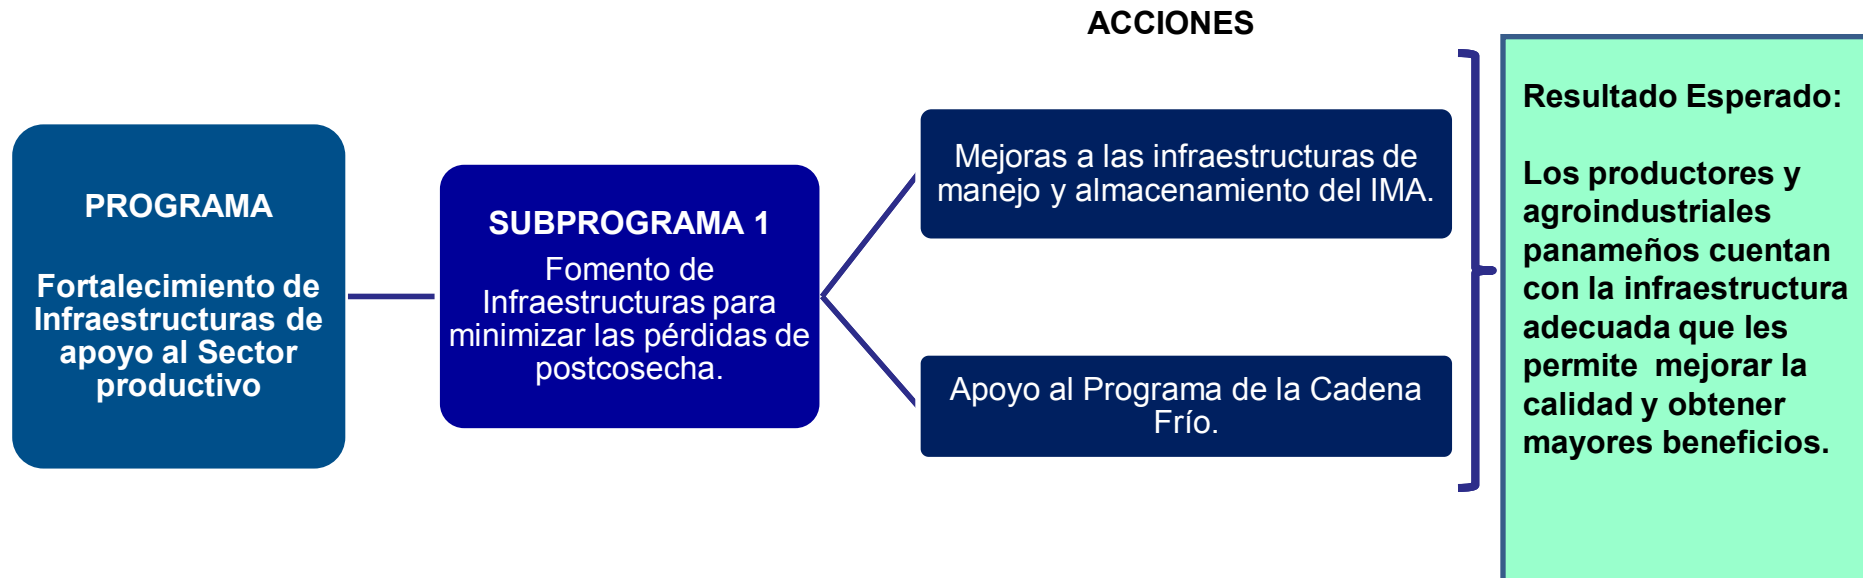 ACCIONES
PROGRAMA
Fortalecimiento de
Infraestructuras de
apoyo al Sector
productivo
SUBPROGRAMA 1
Fomento de
Infraestructuras para
minimizar las pérdidas de
postcosecha.
Mejoras a las infraestructuras de
manejo y almacenamiento del IMA.
Apoyo al Programa de la Cadena
Frío.
Resultado Esperado:
Los productores y
agroindustriales
panameños cuentan
con la infraestructura
adecuada que les
permite mejorar la
calidad y obtener
mayores beneficios.